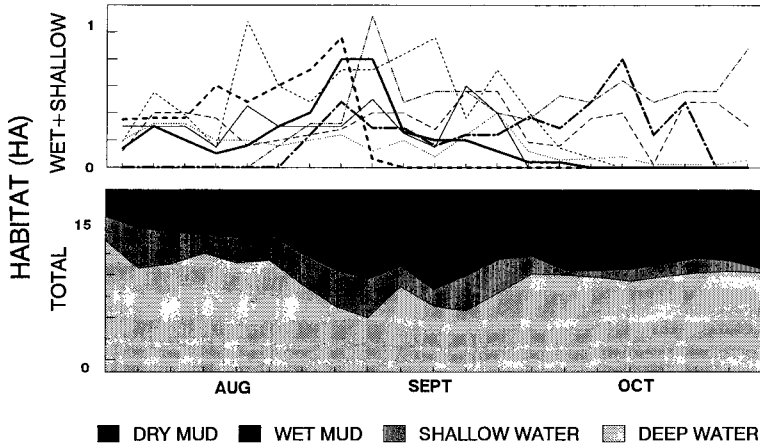 HABITAT (HA)
WET+SHALLOW
1
0
TOTAL
15
0
AUG SEPT OCT
DRY MUD WET MUD SHALLOW WATER DEEP WATER